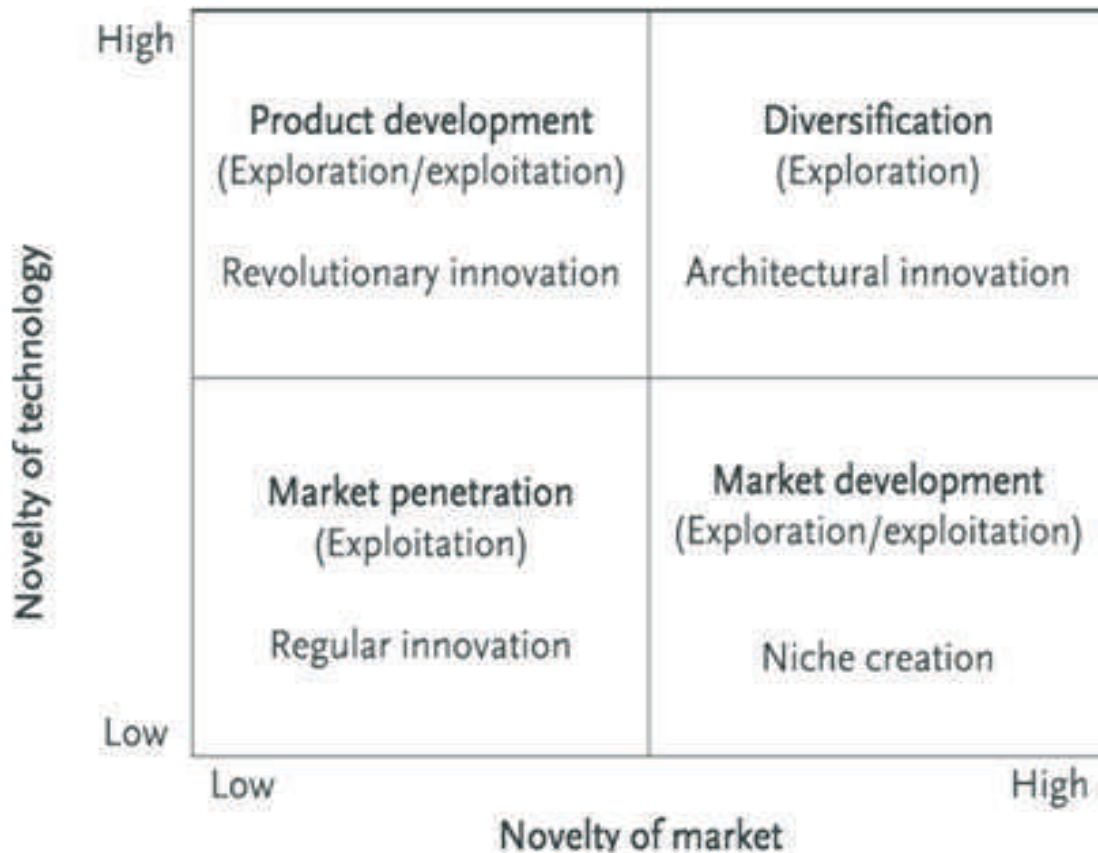 High
Product development
(Exploration/exploitation)
Revolutionary innovation
Diversification
(Exploration)
Architectural innovation
Novelty of technology
Market penetration
(Exploitation)
Regular innovation
Market development
(Exploration/exploitation)
Niche creation
Low
Low
High
Novelty of market